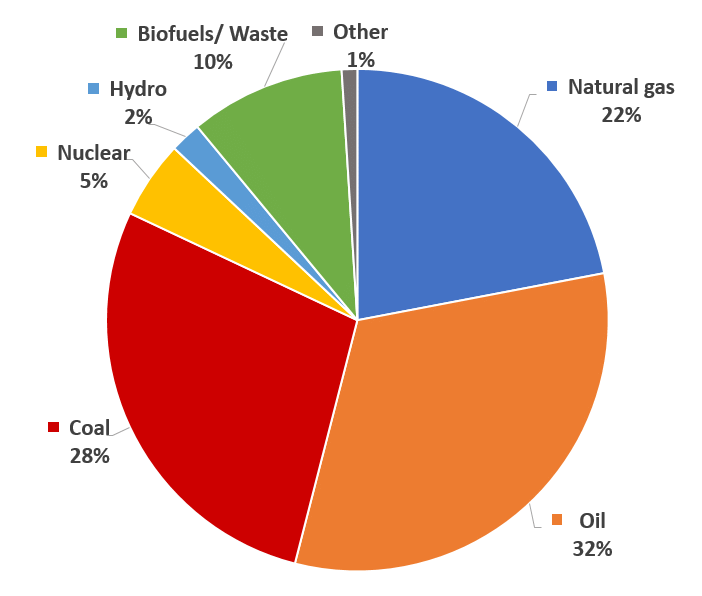 Biofuels/ Waste
10%
Other
1%
Natural gas
22%
Hydro
2%
Nuclear
5%
Coal
28%
Oil
32%